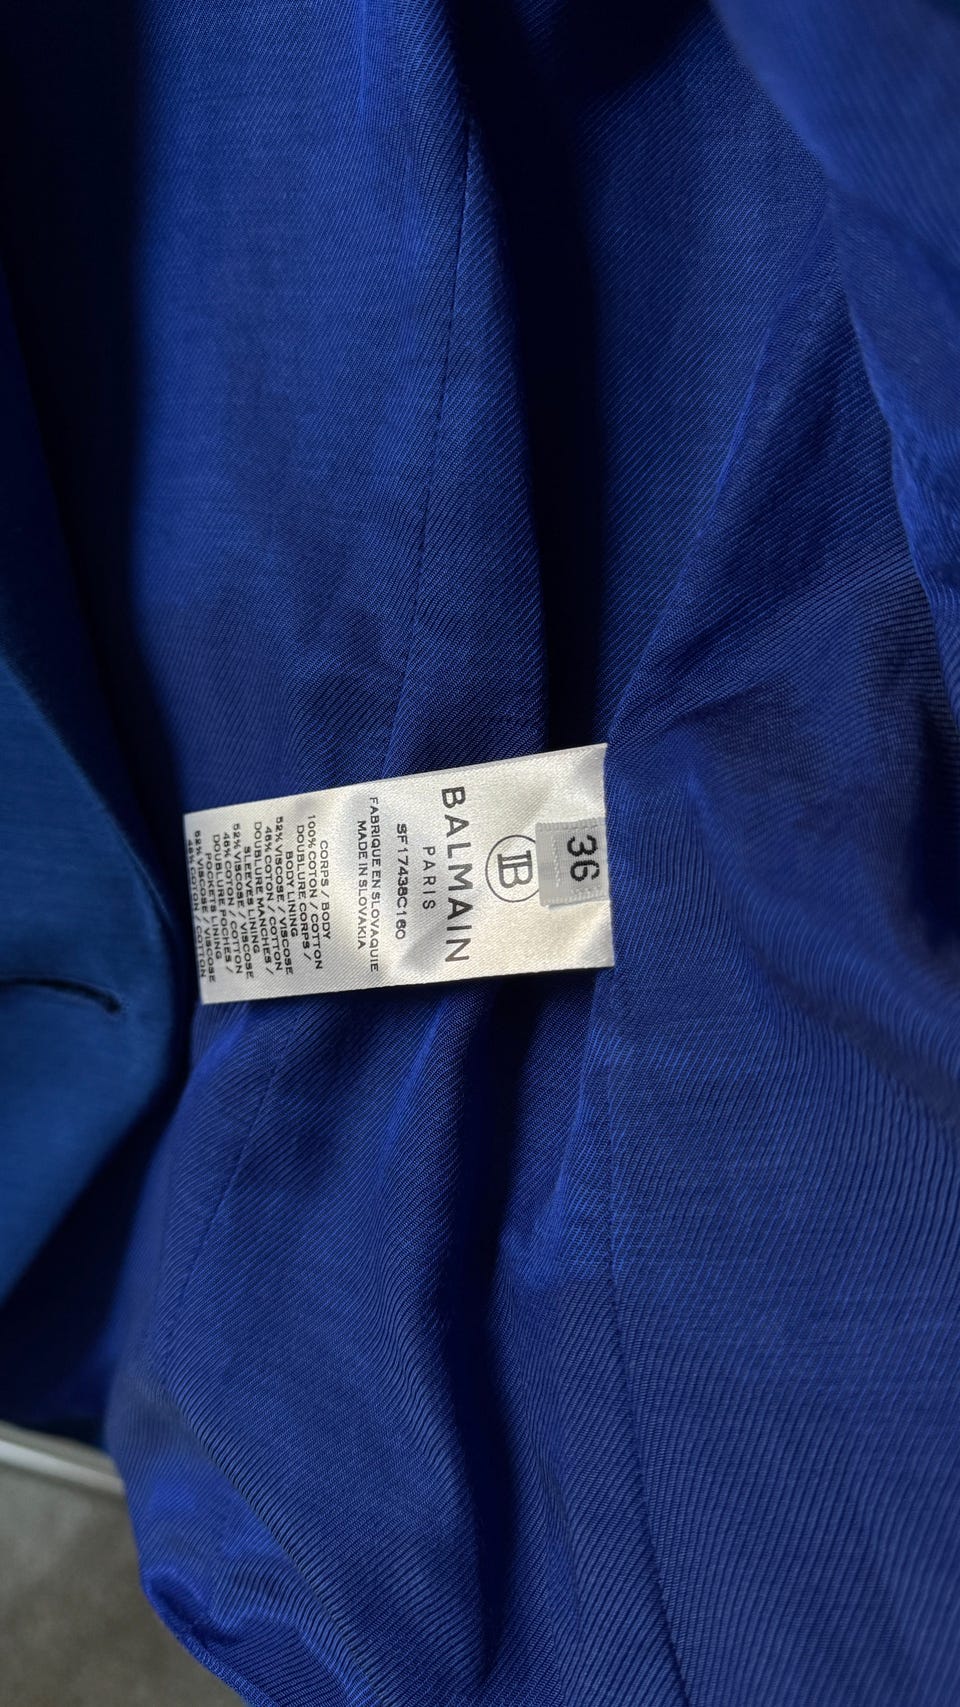 36
B
BALMAIN
PARIS
SF17438C160
FABRIQUE EN SLOVAQUIE
MADE IN SLOVAKIA
CORPS / BODY
100% COTON / COTTON
DOUBLURE CORPS /
BODY LINING
52% VISCOSE / VISCOSE
48% COTON / COTTON
DOUBLURE MANCHES /
SLEEVES LINING
52% VISCOSE / VISCOSE
48% COTON / COTTON
DOUBLURE POCHES /
POCKETS LINING
52% VISCOSE / VISCOSE
48% COTON / COTTON